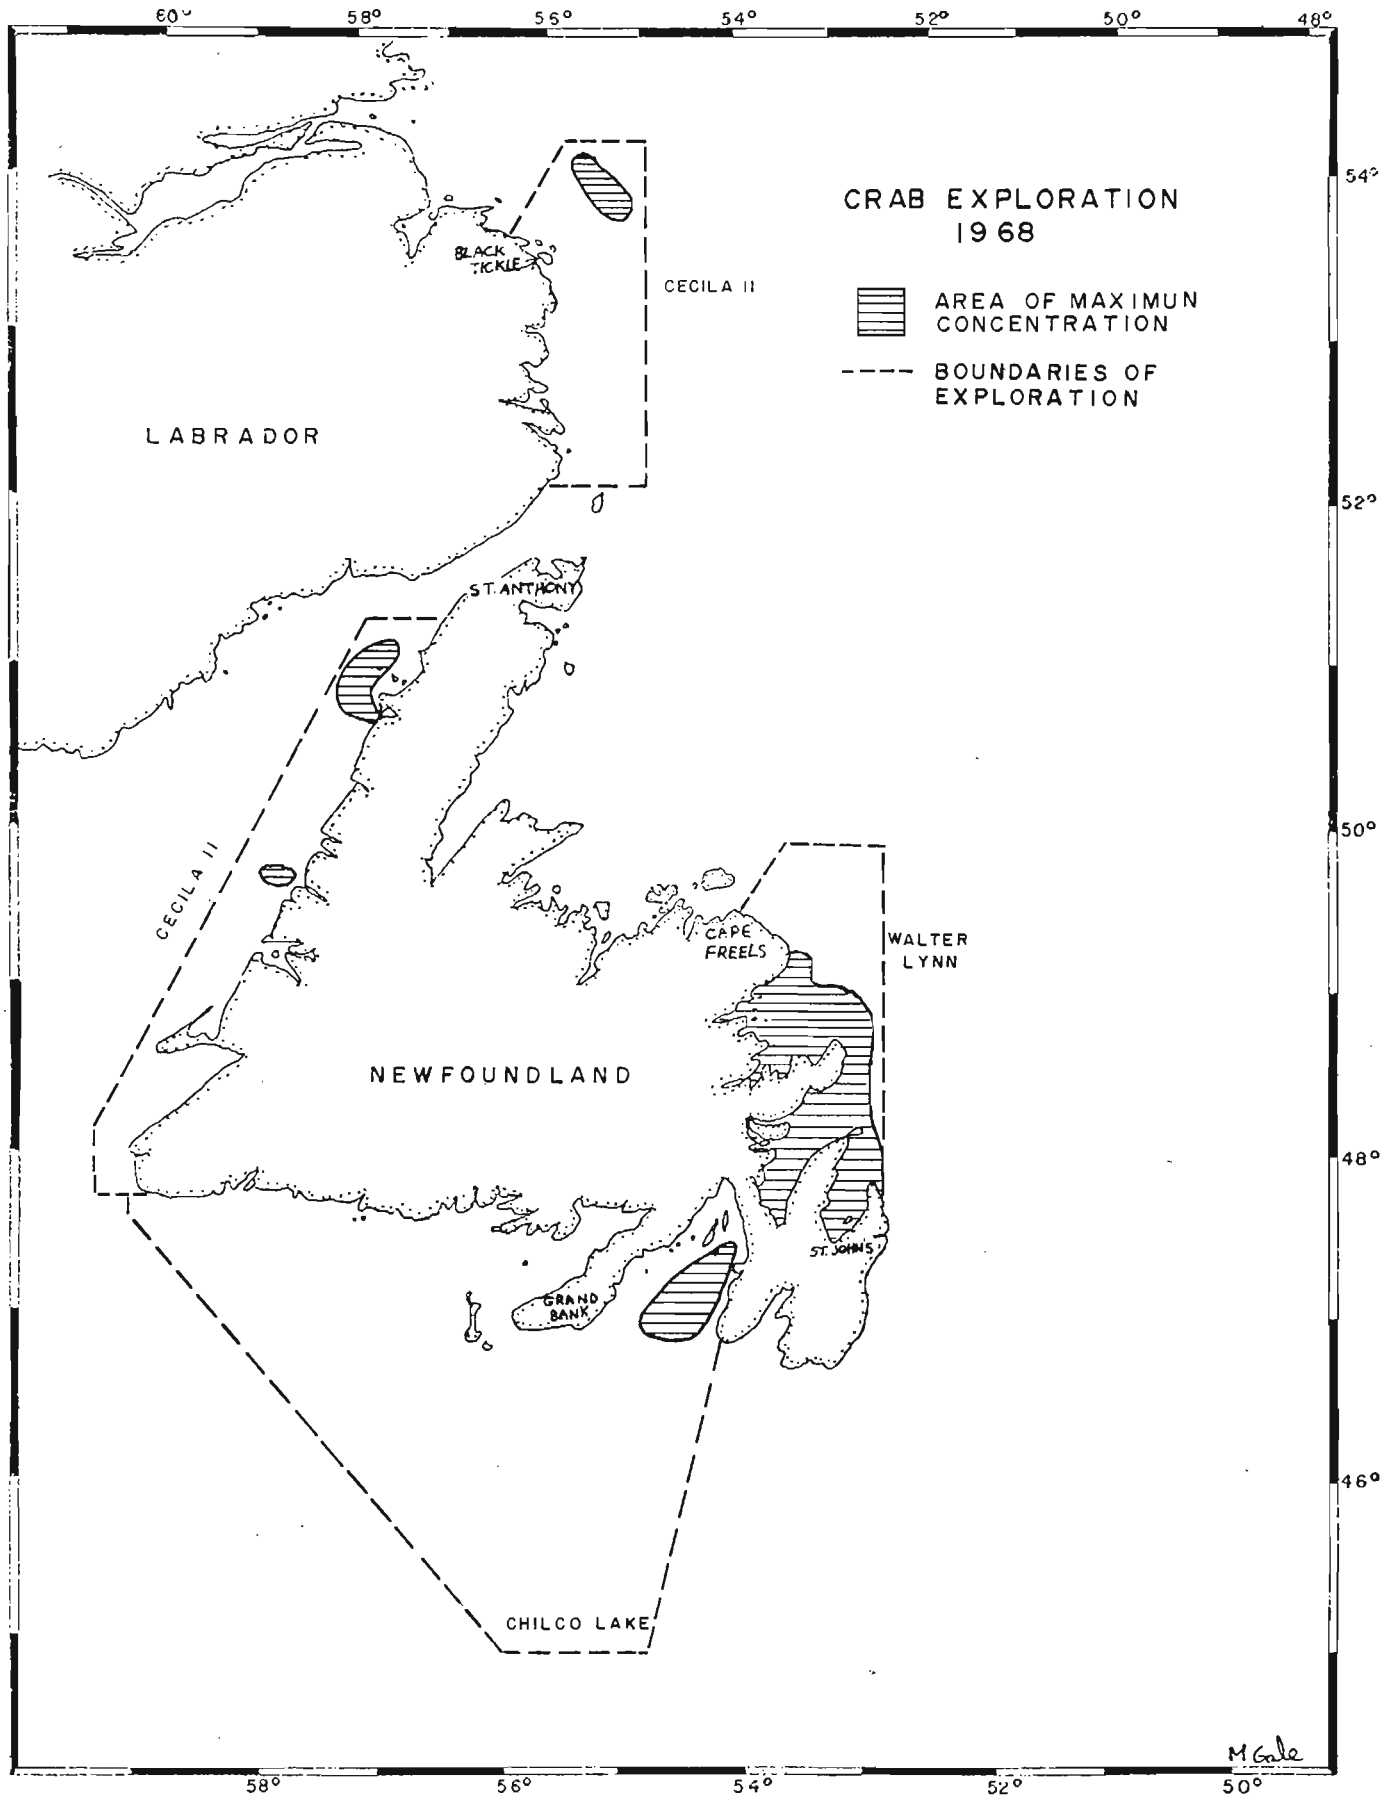 60° 58° 56° 54° 52° 50° 48°
54°
CRAB EXPLORATION
1968
BLACK
TICKLE
CECILA II
AREA OF MAXIMUN
CONCENTRATION
BOUNDARIES OF
EXPLORATION
LABRADOR
52°
ST. ANTHONY
50°
CECILA II
CAPE
FREELS
WALTER
LYNN
NEWFOUNDLAND
48°
ST. JOHNS
GRAND
BANK
46°
CHILCO LAKE
M Gale
58° 56° 54° 52° 50°